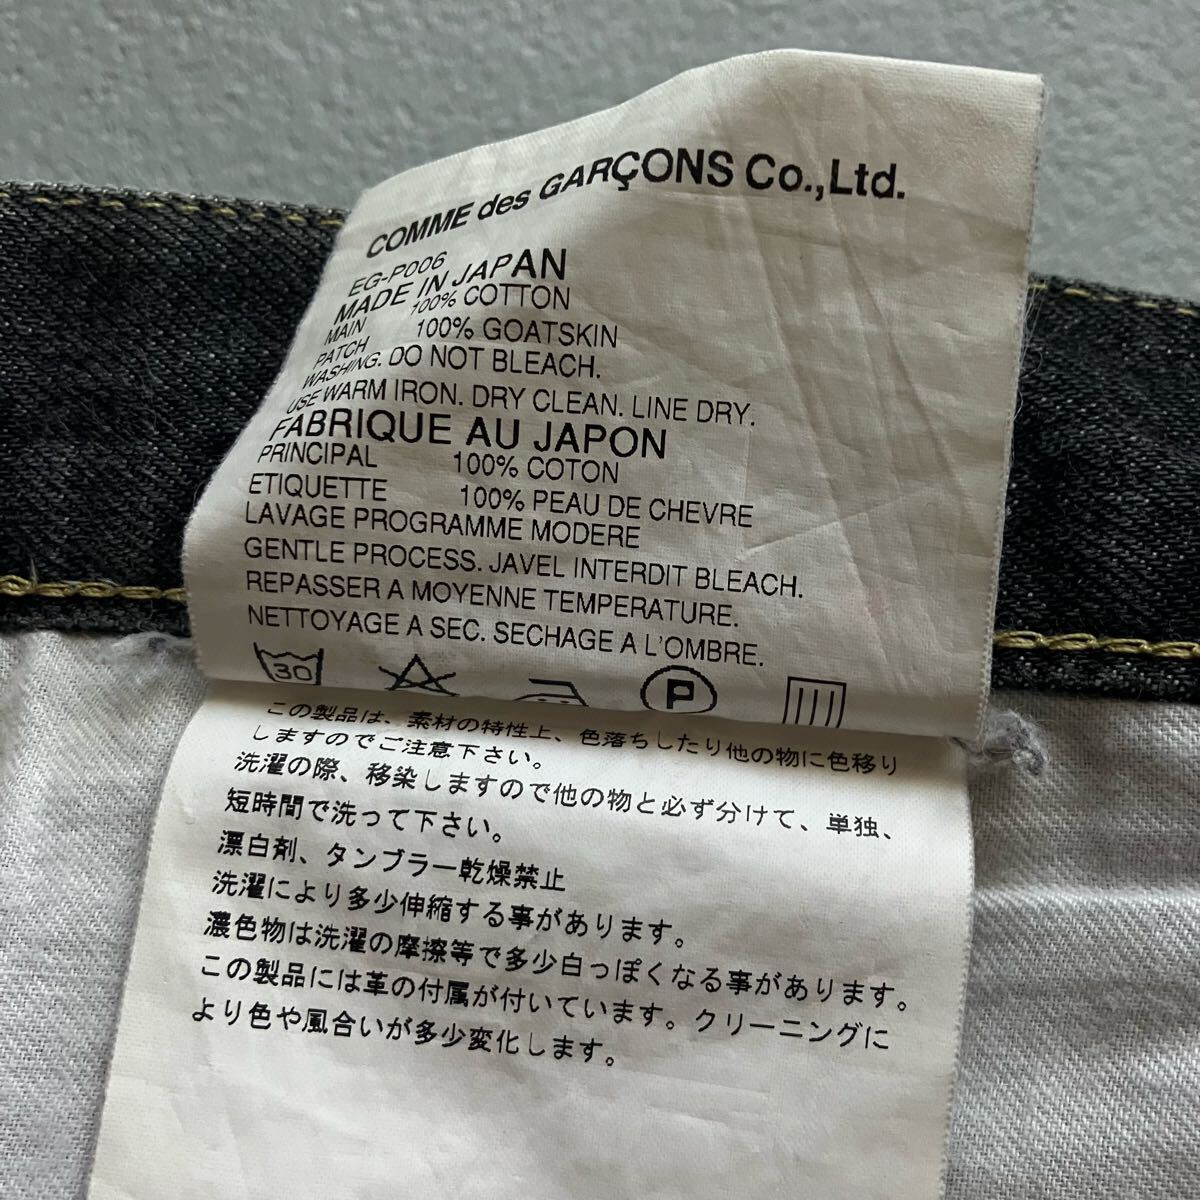 COMME des GARÇONS Co.,Ltd.
EG-P006
MADE IN JAPAN
MAIN 100% COTTON
PATCH 100% GOATSKIN
WASHING. DO NOT BLEACH.
USE WARM IRON. DRY CLEAN. LINE DRY.
FABRIQUE AU JAPON
PRINCIPAL 100% COTON
ETIQUETTE 100% PEAU DE CHEVRE
LAVAGE PROGRAMME MODERE
GENTLE PROCESS. JAVEL INTERDIT BLEACH.
REPASSER A MOYENNE TEMPERATURE.
NETTOYAGE A SEC. SECHAGE A L'OMBRE.
30 P
この製品は、素材の特性上、色落ちしたり他の物に色移り
しますのでご注意下さい。
洗濯の際、移染しますので他の物と必ず分けて、単独、
短時間で洗って下さい。
漂白剤、タンブラー乾燥禁止
洗濯により多少伸縮する事があります。
濃色物は洗濯の摩擦等で多少白っぽくなる事があります。
この製品には革の付属が付いています。クリーニングに
より色や風合いが多少変化します。